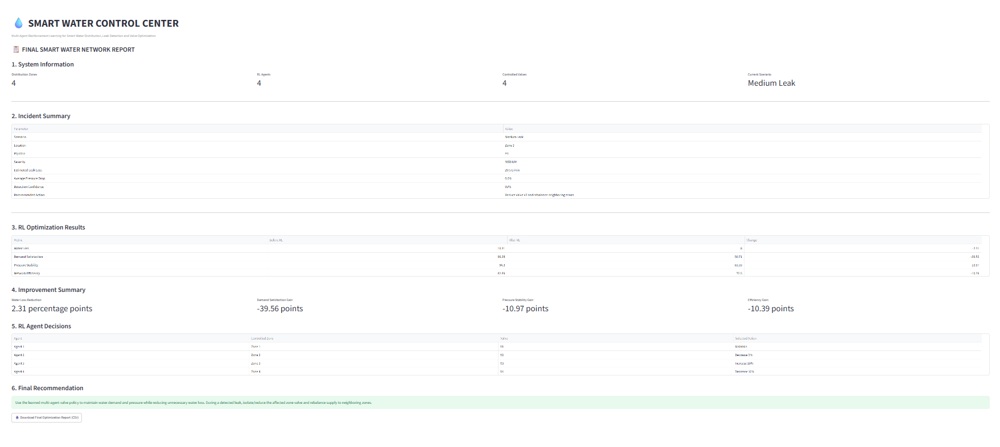 SMART WATER CONTROL CENTER
Multi-Agent Reinforcement Learning for Smart Water Distribution, Leak Detection and Valve Optimization
FINAL SMART WATER NETWORK REPORT
1. System Information
Distribution Zones RL Agents Controlled Valves Current Scenario
4 4 4 Medium Leak
2. Incident Summary
Parameter Value
Scenario Medium Leak
Location Zone 3
Pipeline
Severity MEDIUM
Estimated Leak Loss 29.5 L/min
Average Pressure Drop 0.0%
Detection Confidence 95%
Recommended Action Reduce Valve V3 and rebalance neighboring zones
3. RL Optimization Results
Metric Before RL After RL Change
Water Loss 10.31 8 -2.31
Demand Satisfaction 90.28 50.71 -39.56
Pressure Stability 94.3 83.33 -10.97
Network Efficiency 82.89 72.5 -10.39
4. Improvement Summary
Water Loss Reduction Demand Satisfaction Gain Pressure Stability Gain Efficiency Gain
2.31 percentage points -39.56 points -10.97 points -10.39 points
5. RL Agent Decisions
Agent Controlled Zone Valve Selected Action
Agent 1 Zone 1 V1 Maintain
Agent 2 Zone 2 V2 Decrease 5%
Agent 3 Zone 3 V3 Increase 10%
Agent 4 Zone 4 V4 Decrease 10%
6. Final Recommendation
Use the learned multi-agent valve policy to maintain water demand and pressure while reducing unnecessary water loss. During a detected leak, isolate/reduce the affected zone valve and rebalance supply to neighboring zones.
Download Final Optimization Report (CSV)